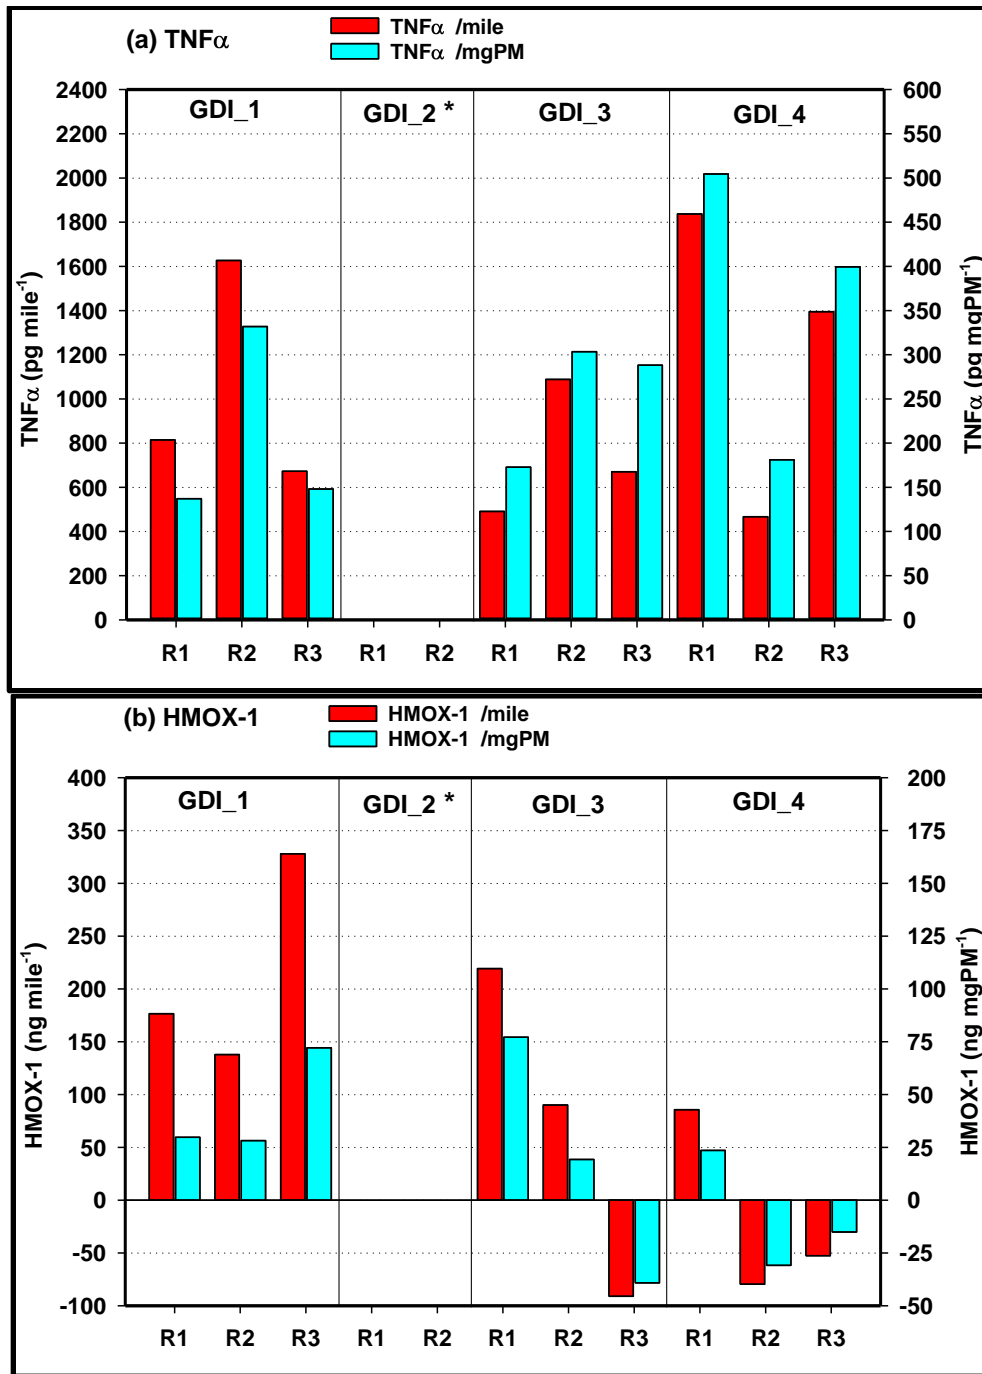 (a) TNFα
TNFα /mile
TNFα /mgPM
2400
2200
2000
1800
1600
1400
1200
1000
800
600
400
200
0
TNFα (pg mile⁻¹)
GDI_1
GDI_2 *
GDI_3
GDI_4
600
550
500
450
400
350
300
250
200
150
100
50
0
TNFα (pg mgPM⁻¹)
R1 R2 R3 R1 R2 R1 R2 R3 R1 R2 R3
(b) HMOX-1
HMOX-1 /mile
HMOX-1 /mgPM
400
350
300
250
200
150
100
50
0
-50
-100
HMOX-1 (ng mile⁻¹)
GDI_1
GDI_2 *
GDI_3
GDI_4
200
175
150
125
100
75
50
25
0
-25
-50
HMOX-1 (ng mgPM⁻¹)
R1 R2 R3 R1 R2 R1 R2 R3 R1 R2 R3